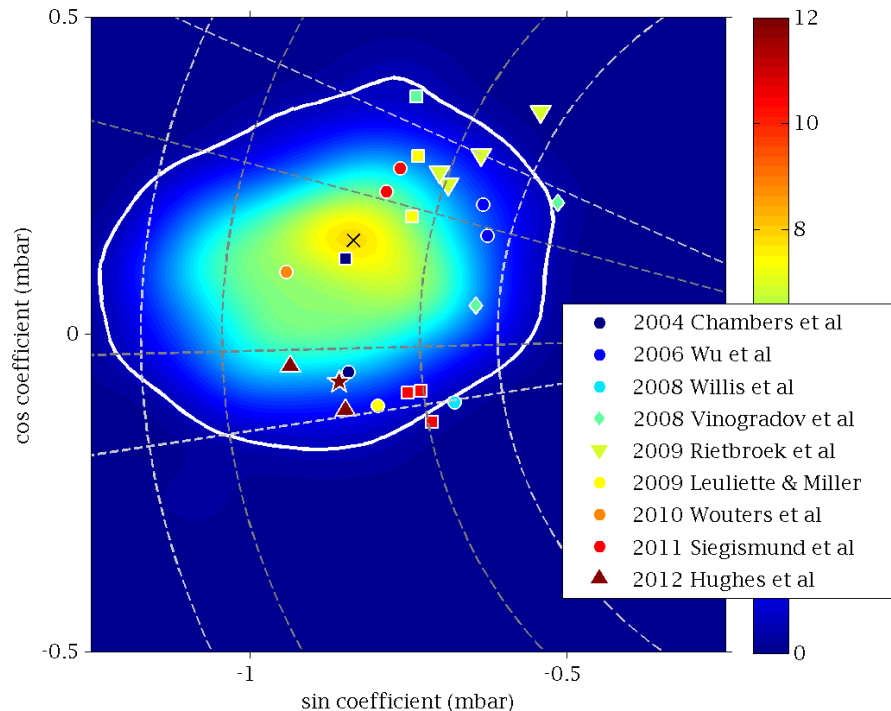 0.5
0
-0.5
cos coefficient (mbar)
-1
-0.5
sin coefficient (mbar)
12
10
8
0
2004 Chambers et al
2006 Wu et al
2008 Willis et al
2008 Vinogradov et al
2009 Rietbroek et al
2009 Leuliette & Miller
2010 Wouters et al
2011 Siegismund et al
2012 Hughes et al